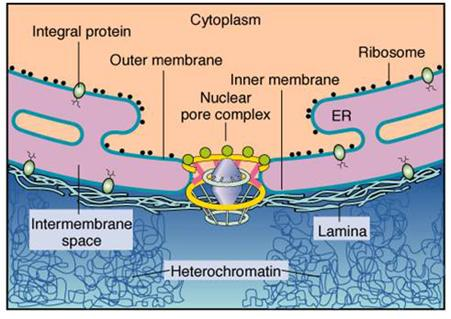 Cytoplasm
Integral protein
Ribosome
Outer membrane
Inner membrane
Nuclear
pore complex
ER
Intermembrane
space
Lamina
Heterochromatin